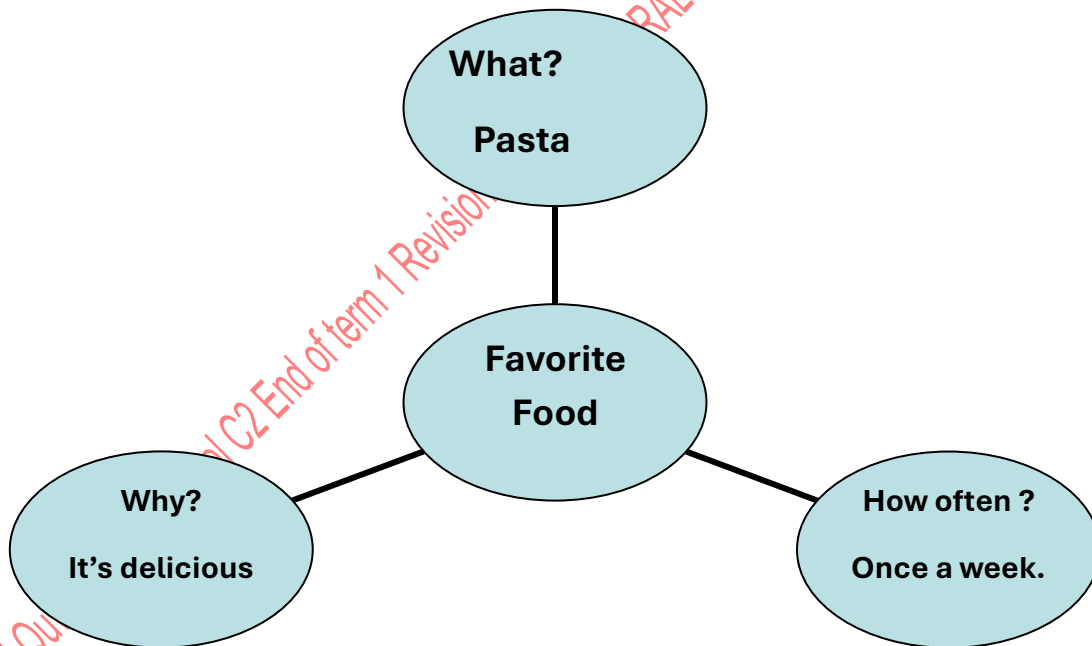 What?
Pasta
Favorite
Food
Why?
It's delicious
How often ?
Once a week.
C2 End of term 1 Revision